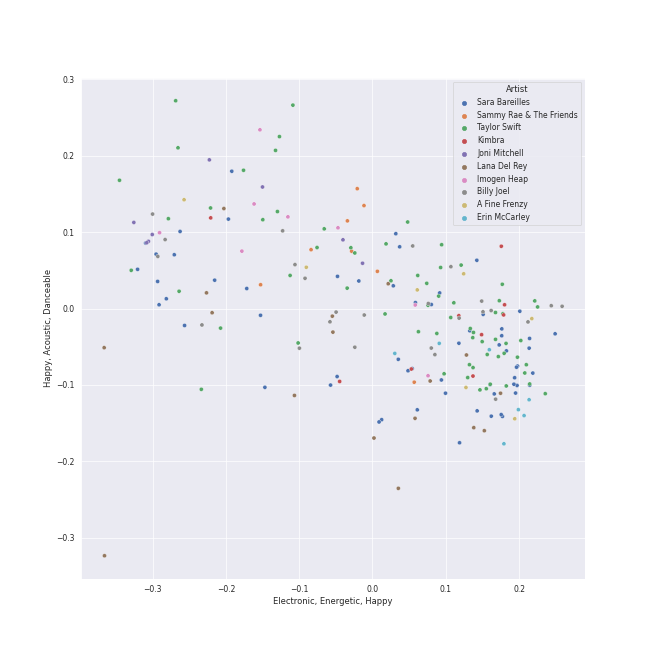 0.3
0.2
0.1
0.0
−0.1
−0.2
−0.3
Happy, Acoustic, Danceable
Artist
Sara Bareilles
Sammy Rae & The Friends
Taylor Swift
Kimbra
Joni Mitchell
Lana Del Rey
Imogen Heap
Billy Joel
A Fine Frenzy
Erin McCarley
−0.3 −0.2 −0.1 0.0 0.1 0.2
Electronic, Energetic, Happy